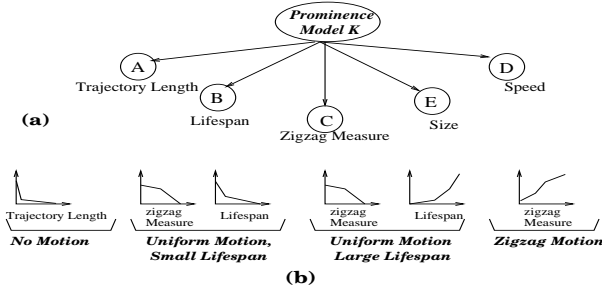 Prominence
Model K
A
Trajectory Length
B
Lifespan
C
Zigzag Measure
E
Size
D
Speed
(a)
Trajectory Length
No Motion
zigzag
Measure
Lifespan
Uniform Motion,
Small Lifespan
zigzag
Measure
Lifespan
Uniform Motion
Large Lifespan
zigzag
Measure
Zigzag Motion
(b)